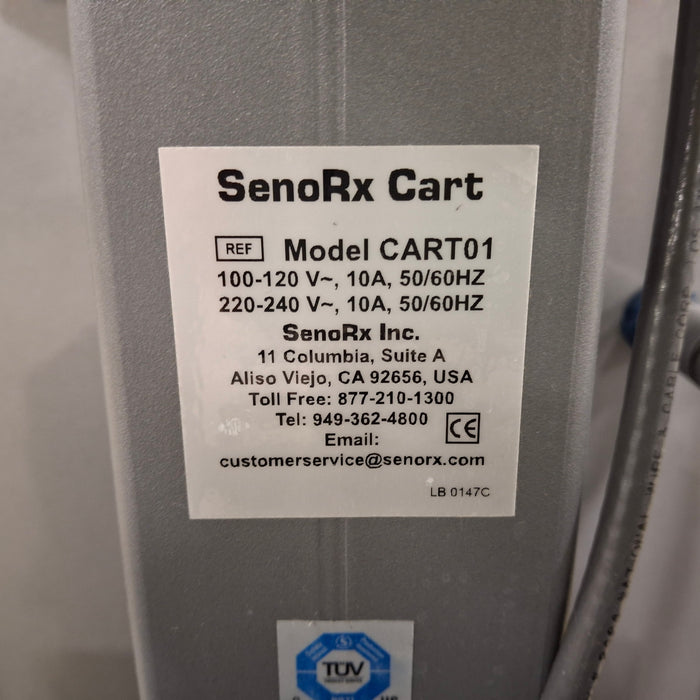 SenoRx Cart
REF Model CART01
100-120 V~, 10A, 50/60HZ
220-240 V~, 10A, 50/60HZ
SenoRx Inc.
11 Columbia, Suite A
Aliso Viejo, CA 92656, USA
Toll Free: 877-210-1300
Tel: 949-362-4800
Email: CE
customerservice@senorx.com
LB 0147C
TÜV